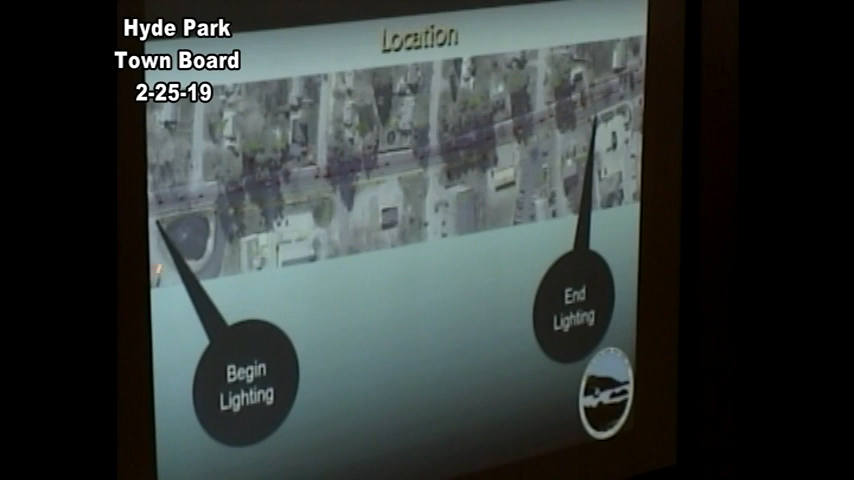 Hyde Park
Town Board
2-25-19
Location
Begin
Lighting
End
Lighting